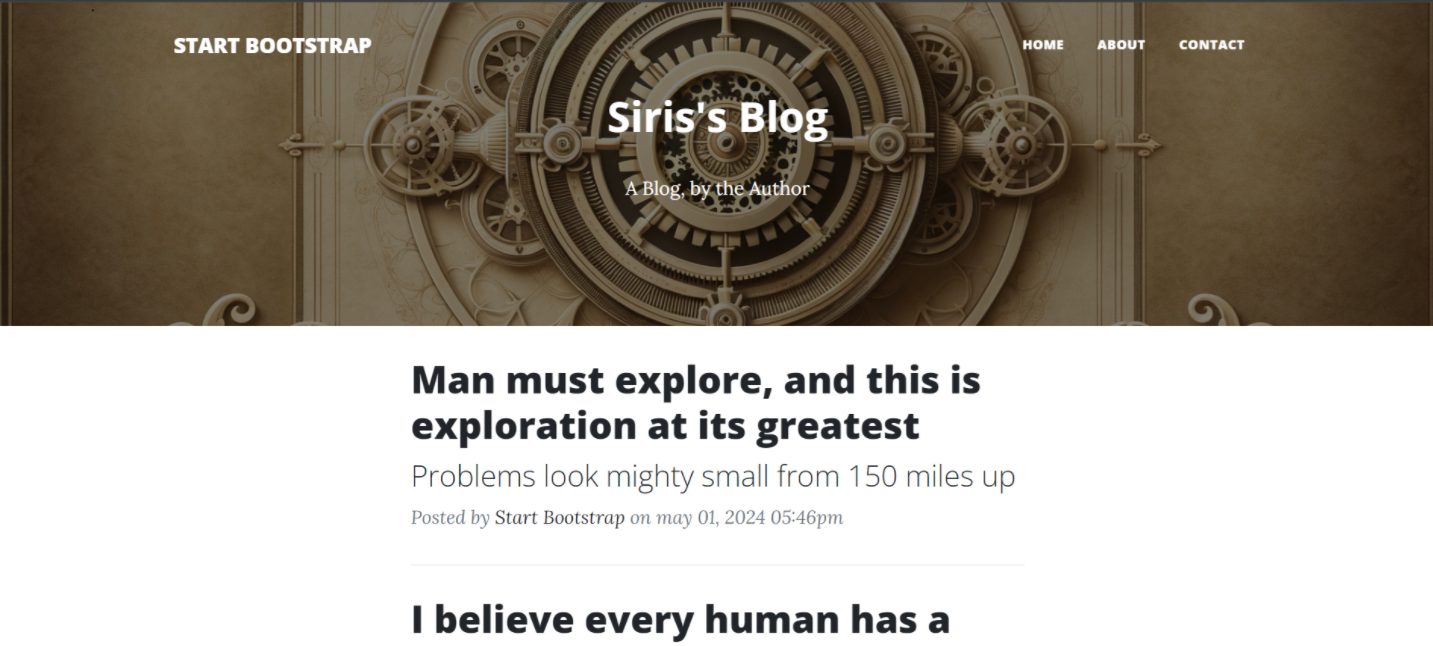 START BOOTSTRAP
HOME ABOUT CONTACT
Siris's Blog
A Blog, by the Author
Man must explore, and this is
exploration at its greatest
Problems look mighty small from 150 miles up
Posted by Start Bootstrap on may 01, 2024 05:46pm
I believe every human has a